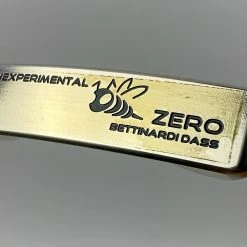 EXPERIMENTAL
ZERO
BETTINARDI DASS